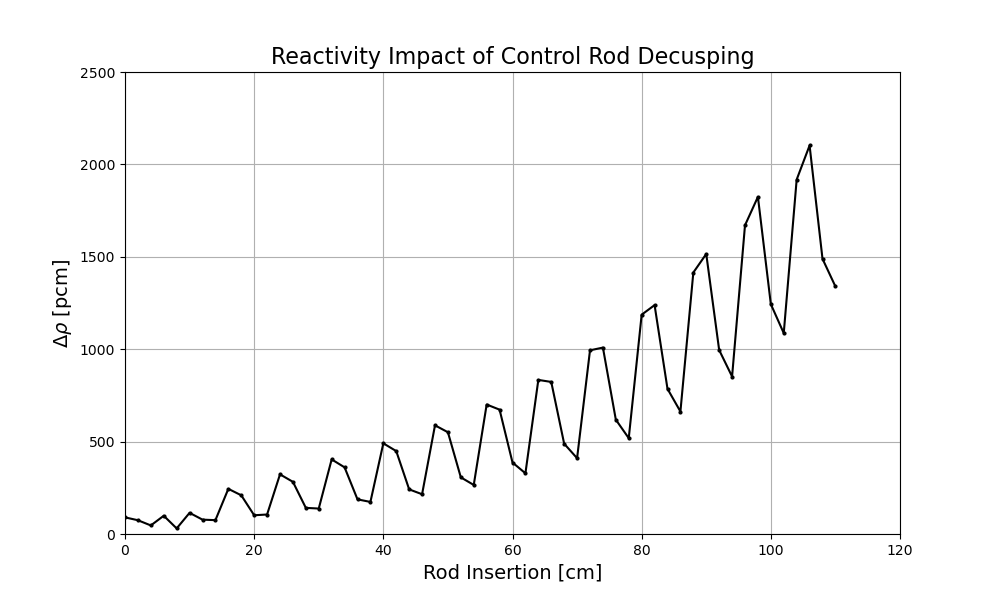 Reactivity Impact of Control Rod Decusping
2500
2000
1500
1000
500
0
Δρ [pcm]
0 20 40 60 80 100 120
Rod Insertion [cm]